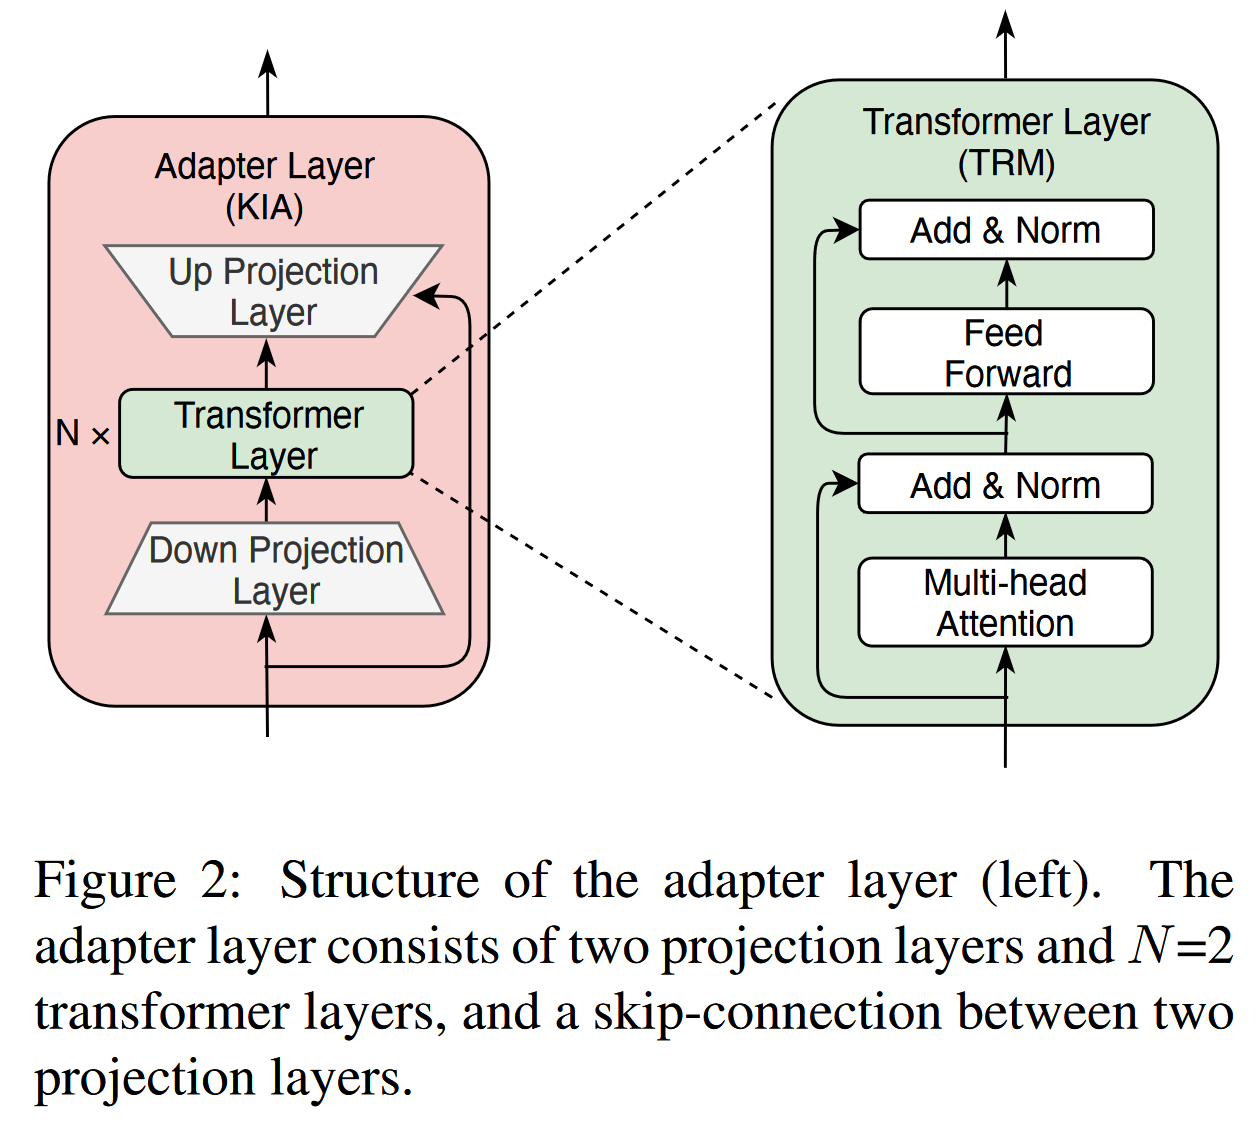 Adapter Layer
(KIA)
Up Projection
Layer
N ×
Transformer
Layer
Down Projection
Layer
Transformer Layer
(TRM)
Add & Norm
Feed
Forward
Add & Norm
Multi-head
Attention
Figure 2: Structure of the adapter layer (left). The
adapter layer consists of two projection layers and N=2
transformer layers, and a skip-connection between two
projection layers.